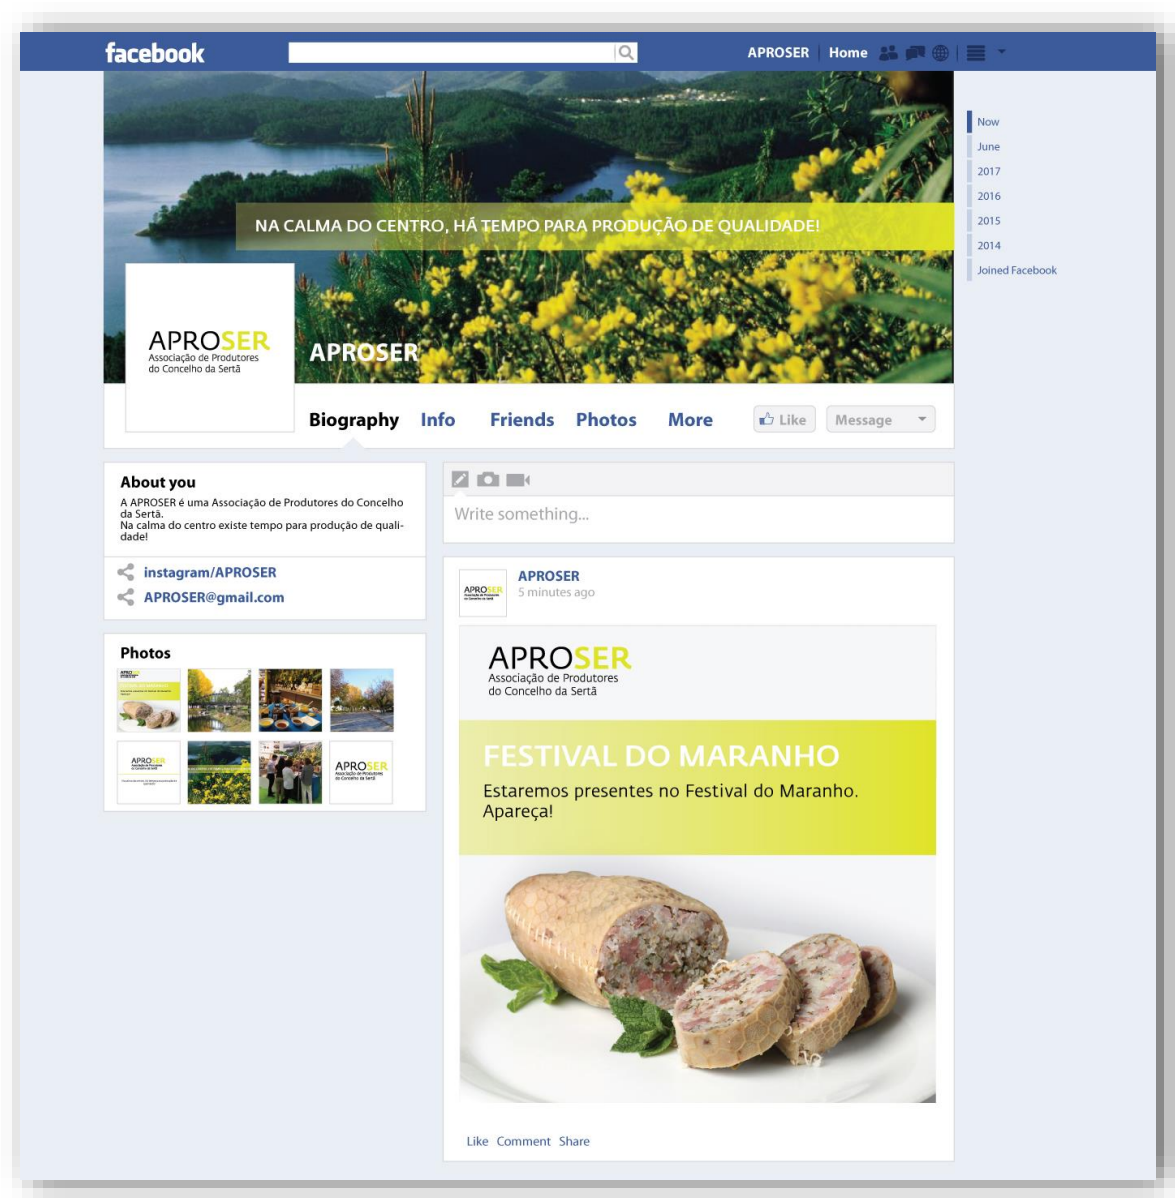 facebook
APROSER Home
NA CALMA DO CENTRO, HÁ TEMPO PARA PRODUÇÃO DE QUALIDADE!
Now
June
2017
2016
2015
2014
Joined Facebook
APROSER
Associação de Produtores
do Concelho da Sertã
APROSER
Biography Info Friends Photos More Like Message
About you
A APROSER é uma Associação de Produtores do Concelho
da Sertã.
Na calma do centro existe tempo para produção de quali-
dade!
instagram/APROSER
APROSER@gmail.com
Photos
APROSER
APROSER
Write something...
APROSER
APROSER
5 minutes ago
APROSER
Associação de Produtores
do Concelho da Sertã
FESTIVAL DO MARANHO
Estaremos presentes no Festival do Maranho.
Apareça!
Like Comment Share